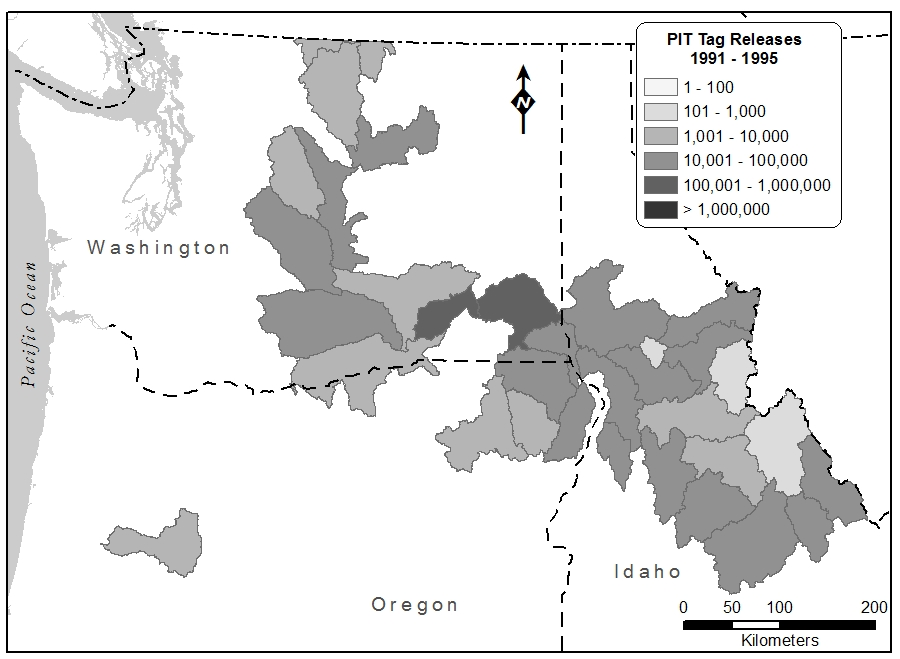 PIT Tag Releases
1991 - 1995
1 - 100
101 - 1,000
1,001 - 10,000
10,001 - 100,000
100,001 - 1,000,000
> 1,000,000
N
Washington
Pacific Ocean
Idaho
Oregon
0 50 100 200
Kilometers